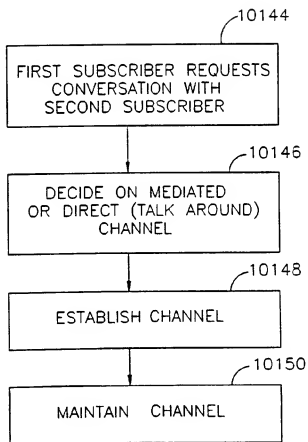 10144
FIRST SUBSCRIBER REQUESTS
CONVERSATION WITH
SECOND SUBSCRIBER
10146
DECIDE ON MEDIATED
OR DIRECT (TALK AROUND)
CHANNEL
10148
ESTABLISH CHANNEL
10150
MAINTAIN CHANNEL